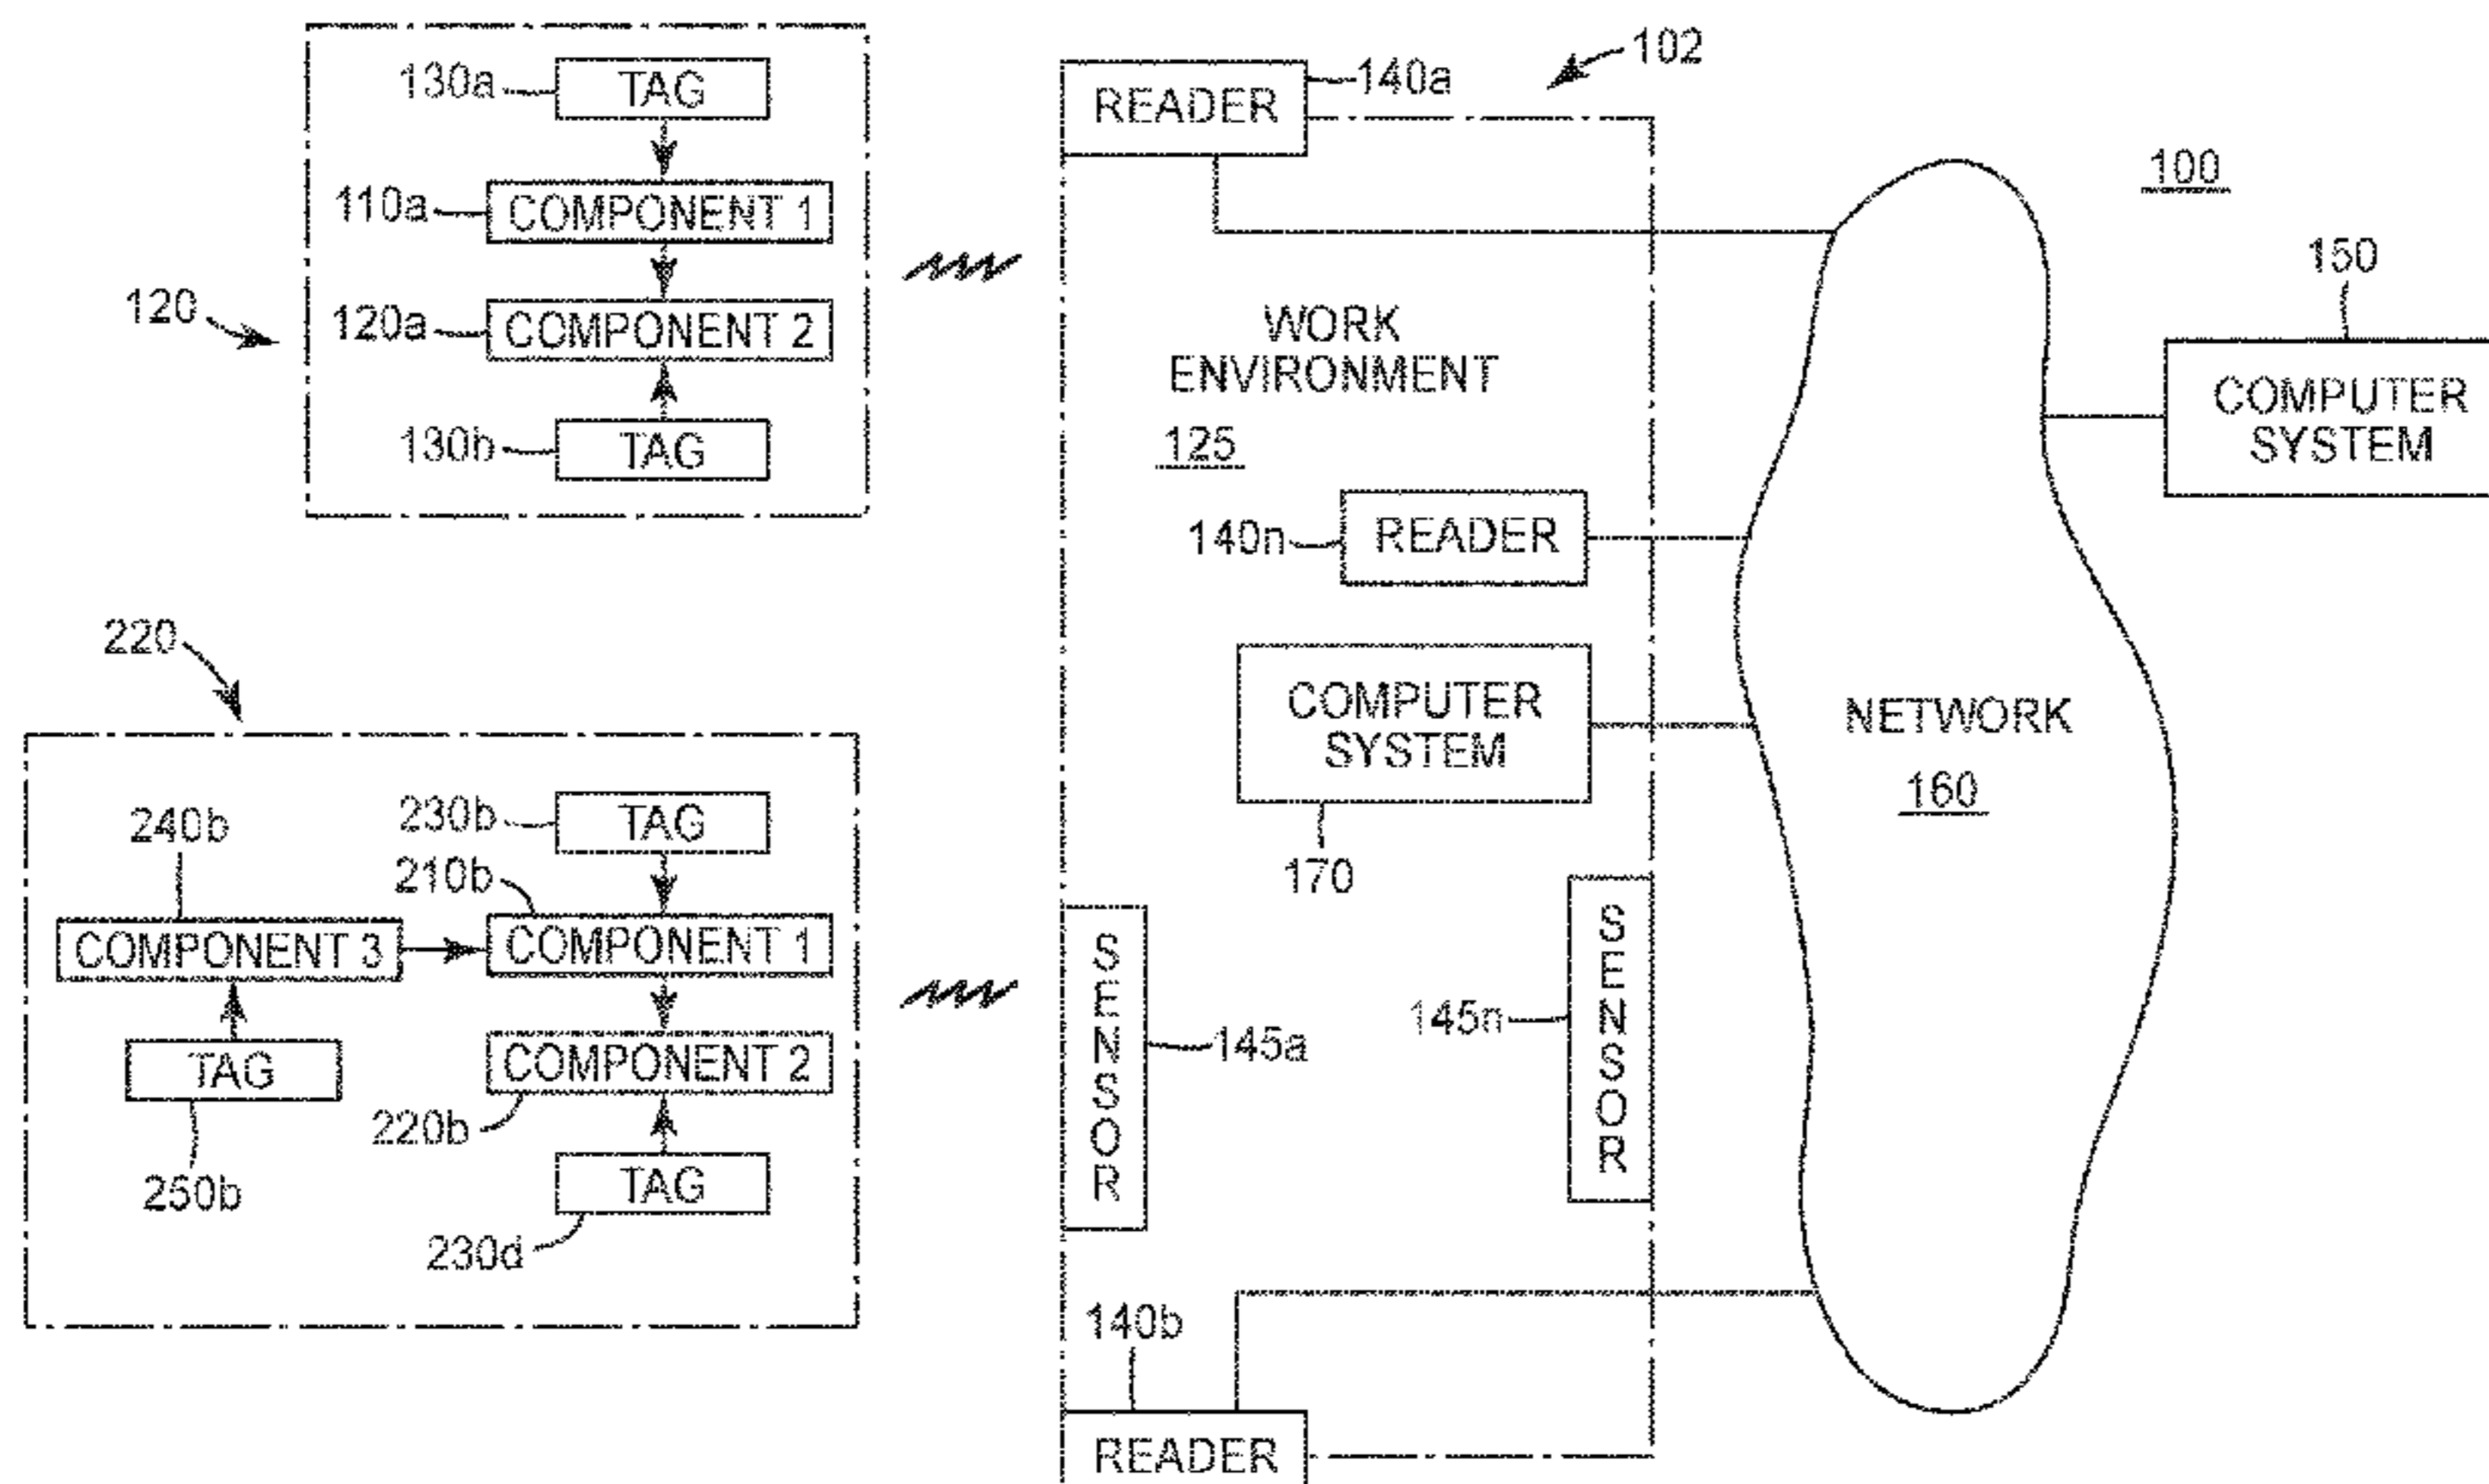 130a
TAG
110a
COMPONENT 1
120
120a
COMPONENT 2
130b
TAG
220
240b
230b
TAG
210b
COMPONENT 3
COMPONENT 1
TAG
COMPONENT 2
220b
250b
TAG
230d
102
READER
140a
100
WORK
ENVIRONMENT
125
150
COMPUTER
SYSTEM
140n
READER
COMPUTER
SYSTEM
170
NETWORK
160
SENSOR
145a
145n
SENSOR
140b
READER